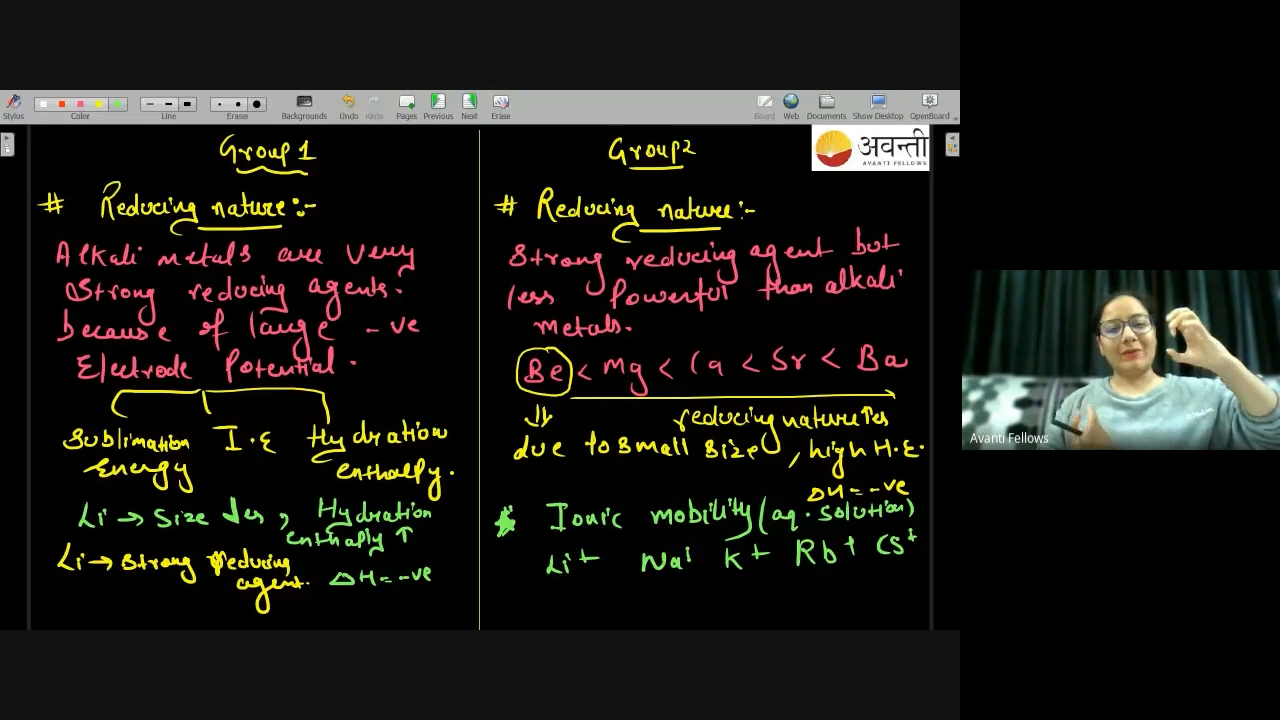 Stylus
Color
Line
Eraser
Backgrounds
Undo
Redo
Pages
Previous
Next
Erase
Board
Web
Documents
Show Desktop
OpenBoard
Group 1
# Reducing nature:-
Alkali metals are very
Strong reducing agents.
because of large -ve
Electrode Potential.
Sublimation Energy
I.E
Hydration enthalpy.
Li → Size ↓es, Hydration enthalpy ↑
Li → Strong reducing agent. ΔH = -ve
Group 2
अवन्ती
AVANTI FELLOWS
# Reducing nature:-
Strong reducing agent but
less Powerful than alkali
metals.
Be < Mg < Ca < Sr < Ba
reducing nature ↑es
due to small size, high H.E.
ΔH = -ve
Ionic mobility (aq. solution)
Li+ Na+ K+ Rb+ Cs+
Avanti Fellows